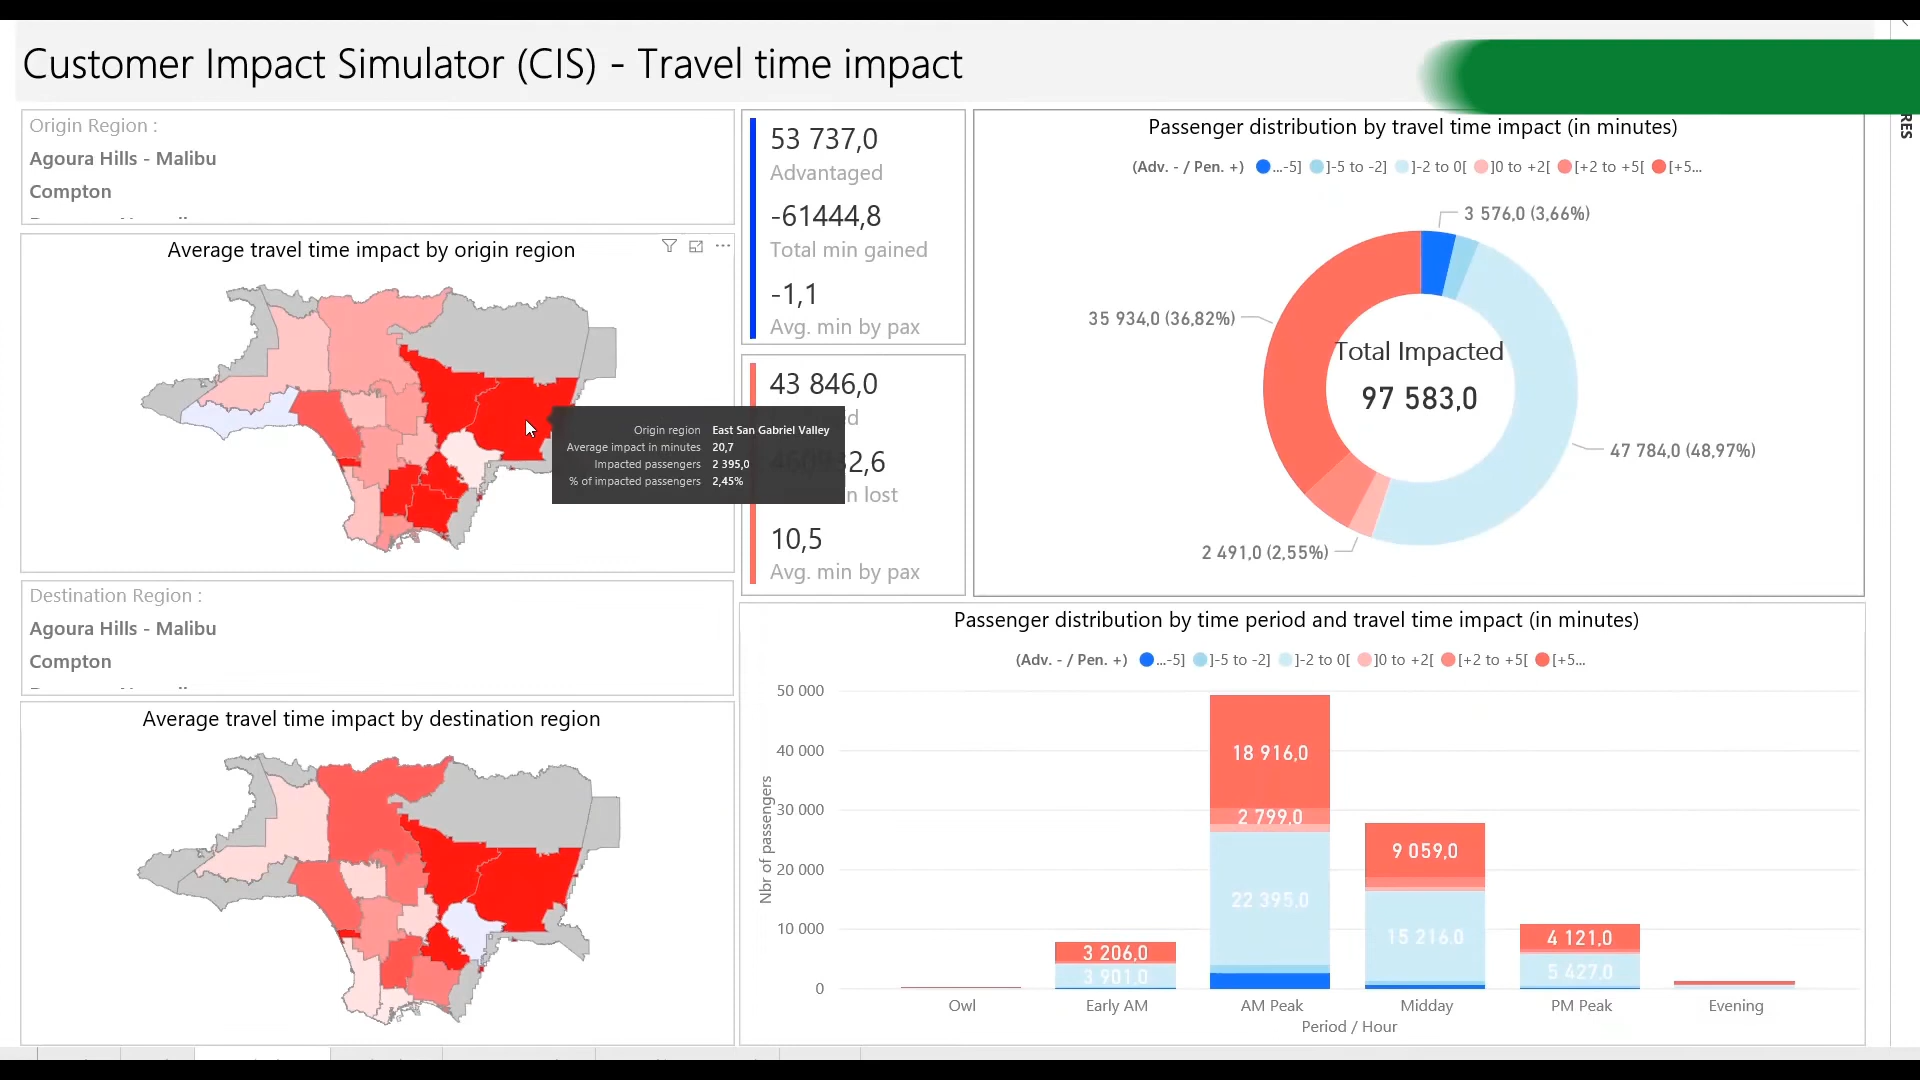 Customer Impact Simulator (CIS) - Travel time impact
RES
Origin Region :
Agoura Hills - Malibu
Compton
Average travel time impact by origin region
Origin region East San Gabriel Valley
Average impact in minutes 20,7
Impacted passengers 2 395,0
% of impacted passengers 2,45%
Destination Region :
Agoura Hills - Malibu
Compton
Average travel time impact by destination region
53 737,0
Advantaged
-61444,8
Total min gained
-1,1
Avg. min by pax
43 846,0
2,6
n lost
10,5
Avg. min by pax
Passenger distribution by travel time impact (in minutes)
(Adv. - / Pen. +) ...-5] ]-5 to -2] ]-2 to 0[ ]0 to +2[ [+2 to +5[ [+5...
3 576,0 (3,66%)
35 934,0 (36,82%)
Total Impacted
97 583,0
47 784,0 (48,97%)
2 491,0 (2,55%)
Passenger distribution by time period and travel time impact (in minutes)
(Adv. - / Pen. +) ...-5] ]-5 to -2] ]-2 to 0[ ]0 to +2[ [+2 to +5[ [+5...
Nbr of passengers
50 000
40 000
30 000
20 000
10 000
0
18 916,0
2 799,0
22 395,0
9 059,0
15 216,0
3 206,0
3 901,0
4 121,0
5 427,0
Owl Early AM AM Peak Midday PM Peak Evening
Period / Hour